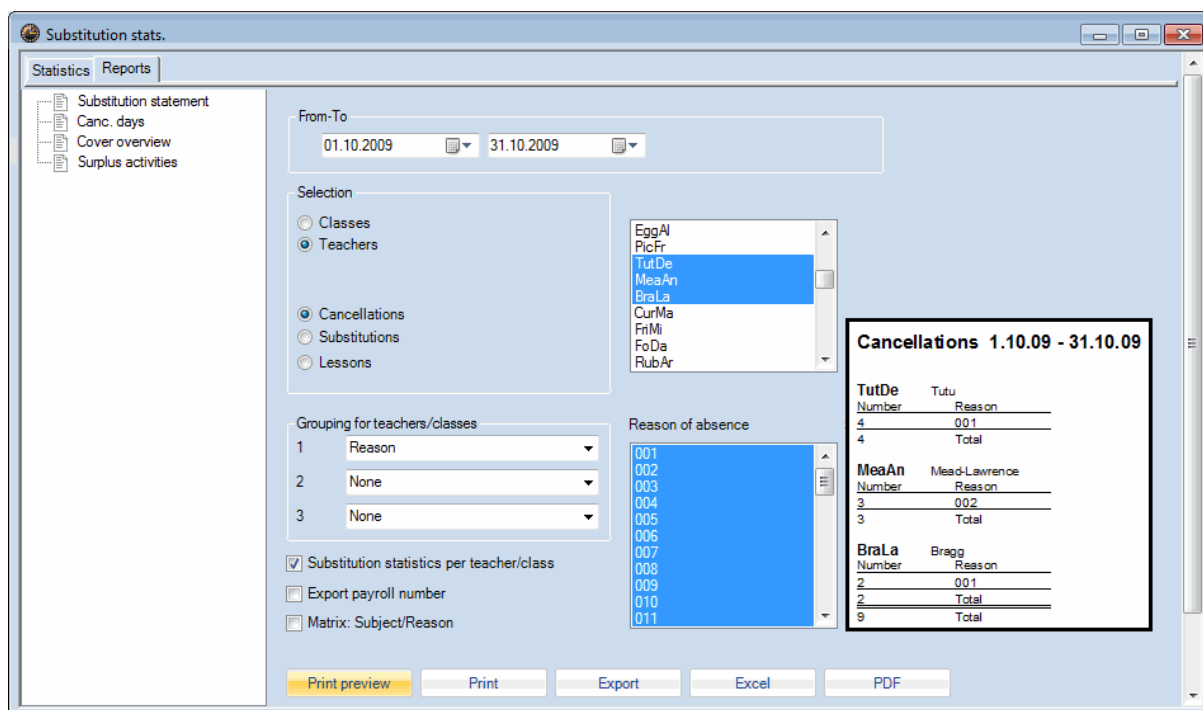 Substitution stats.
Statistics Reports
Substitution statement
Canc. days
Cover overview
Surplus activities
From-To
01.10.2009 31.10.2009
Selection
Classes
Teachers
Cancellations
Substitutions
Lessons
EggAl
PicFr
TutDe
MeaAn
BraLa
CurMa
FriMi
FoDa
RubAr
Grouping for teachers/classes
1 Reason
2 None
3 None
Substitution statistics per teacher/class
Export payroll number
Matrix: Subject/Reason
Reason of absence
001
002
003
004
005
006
007
008
009
010
011
Cancellations 1.10.09 - 31.10.09
TutDe Tutu
Number Reason
4 001
4 Total
MeaAn Mead-Lawrence
Number Reason
3 002
3 Total
BraLa Bragg
Number Reason
2 001
2 Total
9 Total
Print preview Print Export Excel PDF